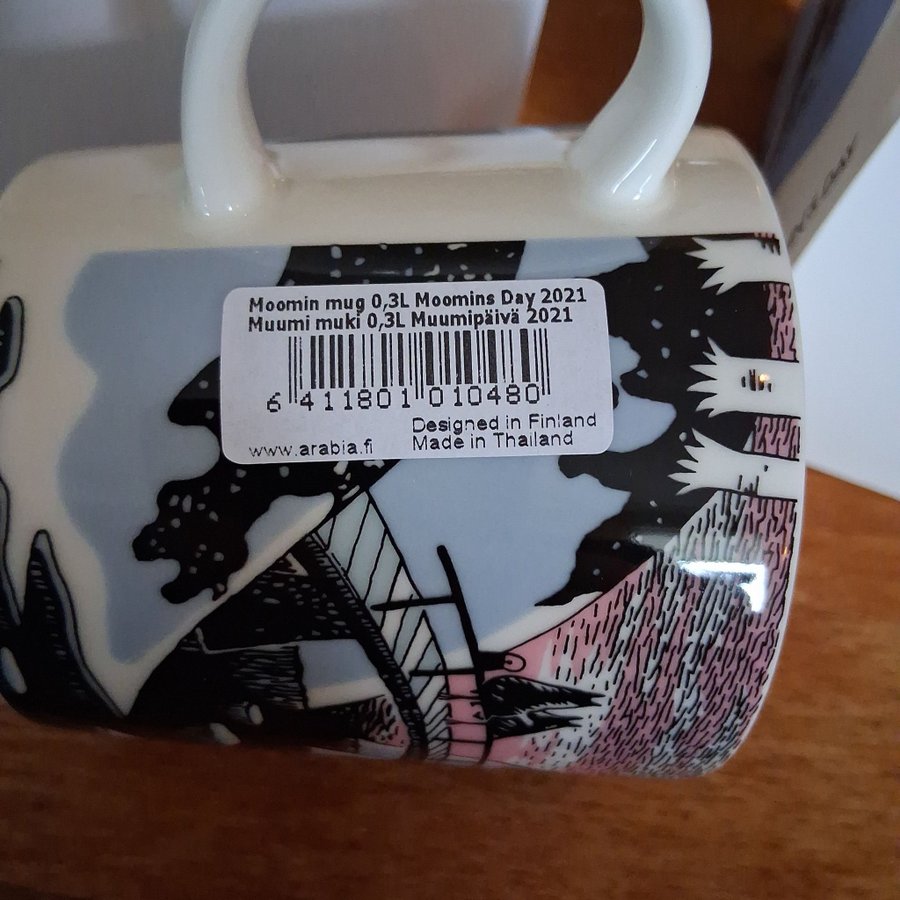 Moomin mug 0,3L Moomins Day 2021
Muumi muki 0,3L Muumipäivä 2021
6 411801 010480
Designed in Finland
www.arabia.fi Made in Thailand
DAY